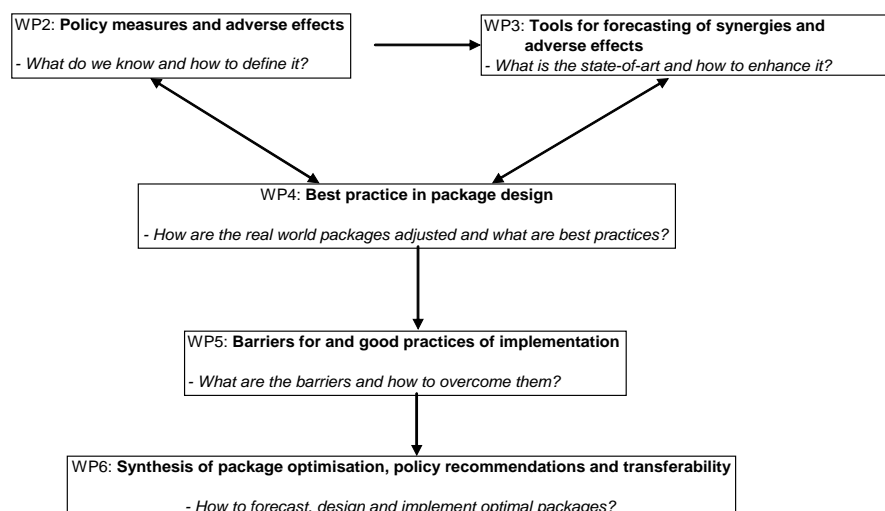 WP2: Policy measures and adverse effects
- What do we know and how to define it?
WP3: Tools for forecasting of synergies and
adverse effects
- What is the state-of-art and how to enhance it?
WP4: Best practice in package design
- How are the real world packages adjusted and what are best practices?
WP5: Barriers for and good practices of implementation
- What are the barriers and how to overcome them?
WP6: Synthesis of package optimisation, policy recommendations and transferability
- How to forecast, design and implement optimal packages?